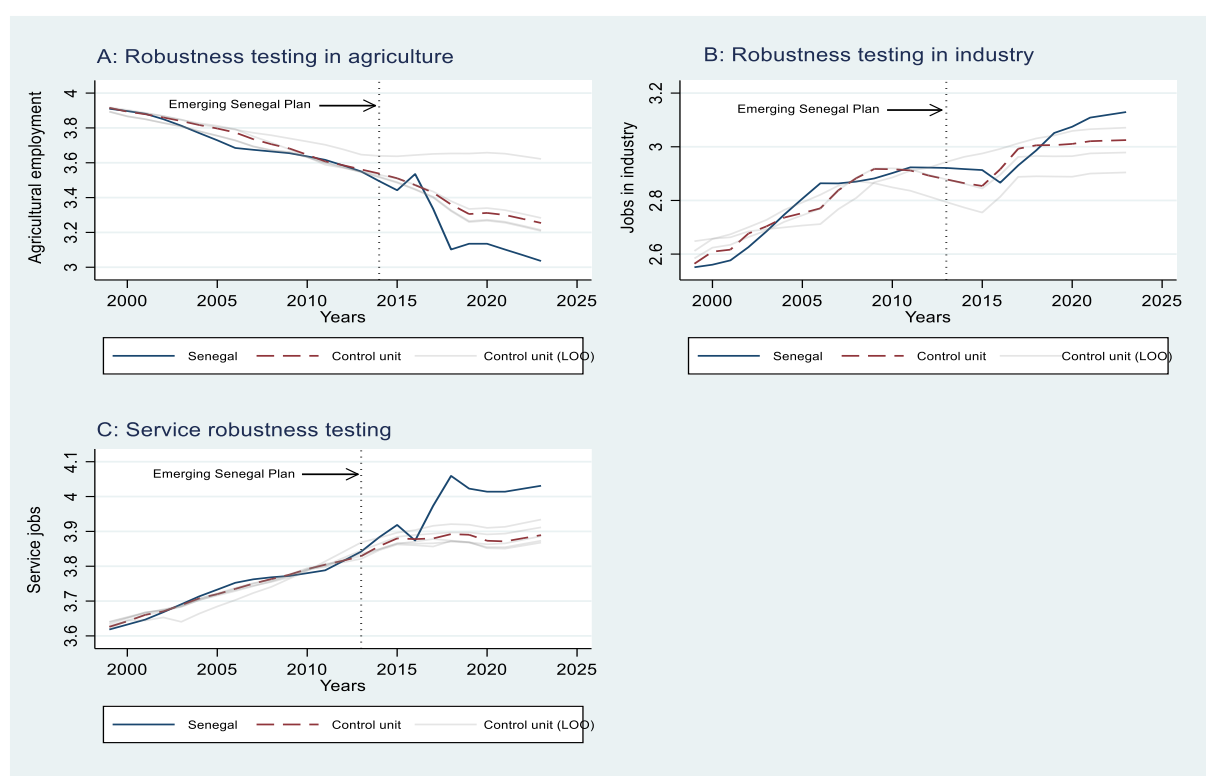 A: Robustness testing in agriculture
Agricultural employment
4
3.8
3.6
3.4
3.2
3
Emerging Senegal Plan
2000 2005 2010 2015 2020 2025
Years
Senegal Control unit Control unit (LOO)
B: Robustness testing in industry
Jobs in industry
3.2
3
2.8
2.6
Emerging Senegal Plan
2000 2005 2010 2015 2020 2025
Years
Senegal Control unit Control unit (LOO)
C: Service robustness testing
Service jobs
4.1
4
3.9
3.8
3.7
3.6
Emerging Senegal Plan
2000 2005 2010 2015 2020 2025
Years
Senegal Control unit Control unit (LOO)